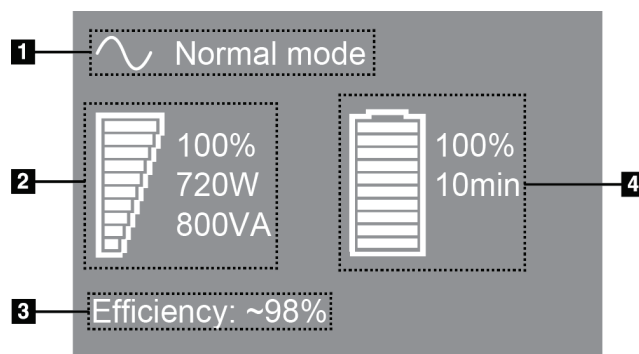 1
Normal mode
2
100%
720W
800VA
100%
10min
4
3
Efficiency: ~98%